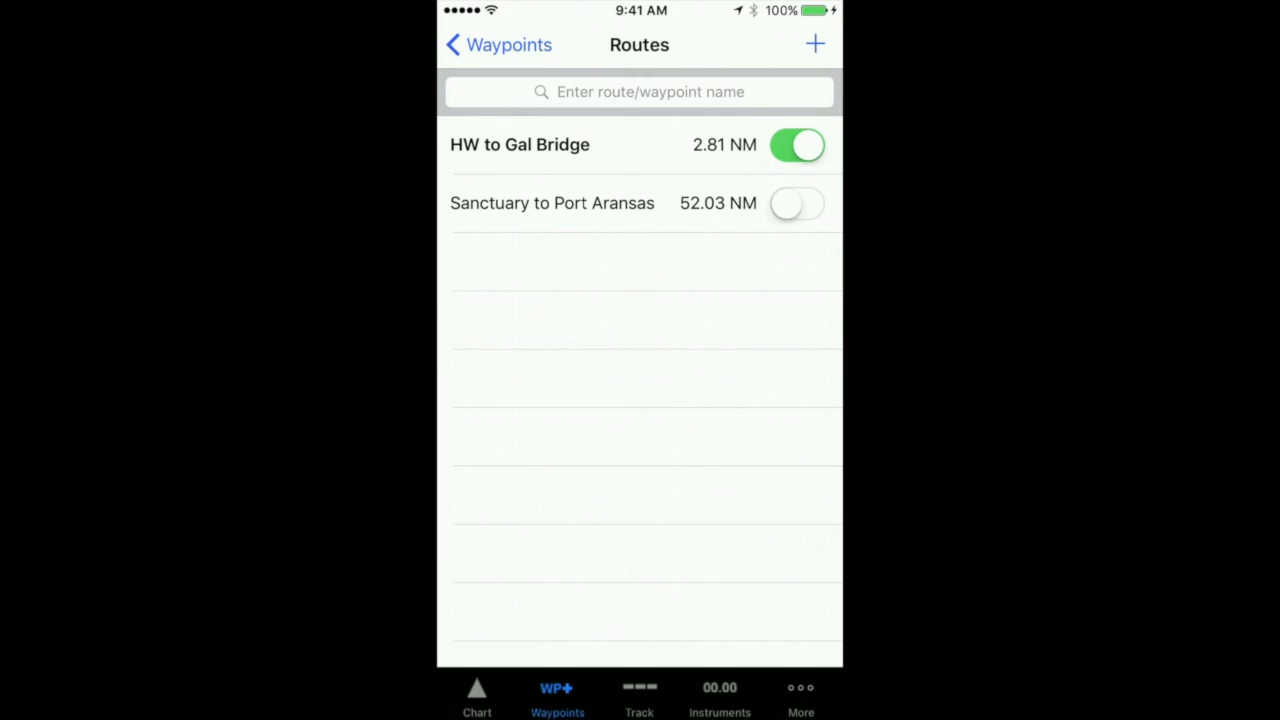 9:41 AM 100%
Waypoints Routes
Enter route/waypoint name
HW to Gal Bridge 2.81 NM
Sanctuary to Port Aransas 52.03 NM
WP+ 00.00
Chart Waypoints Track Instruments More